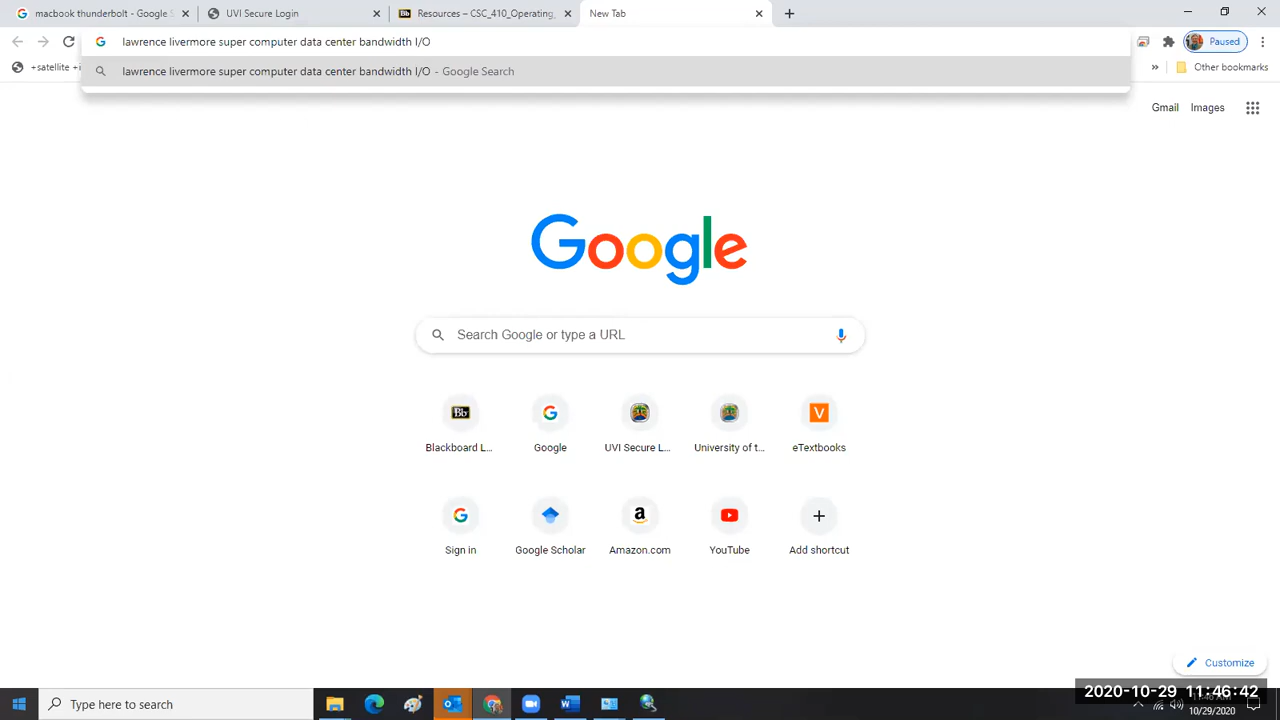 macbook thunderbolt - Google S
UVI Secure Login
Bb Resources – CSC_410_Operating_
New Tab
lawrence livermore super computer data center bandwidth I/O
Paused
+satellite +i
lawrence livermore super computer data center bandwidth I/O - Google Search
» Other bookmarks
Gmail Images
Google
Search Google or type a URL
Bb
V
Blackboard L...
Google
UVI Secure L...
University of t...
eTextbooks
Sign in
Google Scholar
Amazon.com
YouTube
Add shortcut
Customize
Type here to search
2020-10-29 11:46:42
10/29/2020